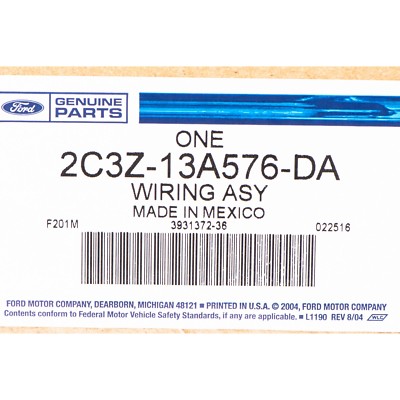 Ford
GENUINE
PARTS
ONE
2C3Z-13A576-DA
WIRING ASY
MADE IN MEXICO
F201M 3931372-36 022516
FORD MOTOR COMPANY, DEARBORN, MICHIGAN 48121 ■ PRINTED IN U.S.A. © 2004, FORD MOTOR COMPANY
Contents conform to Federal Motor Vehicle Safety Standards, if applicable. ■ L1190 REV 8/04 NLC